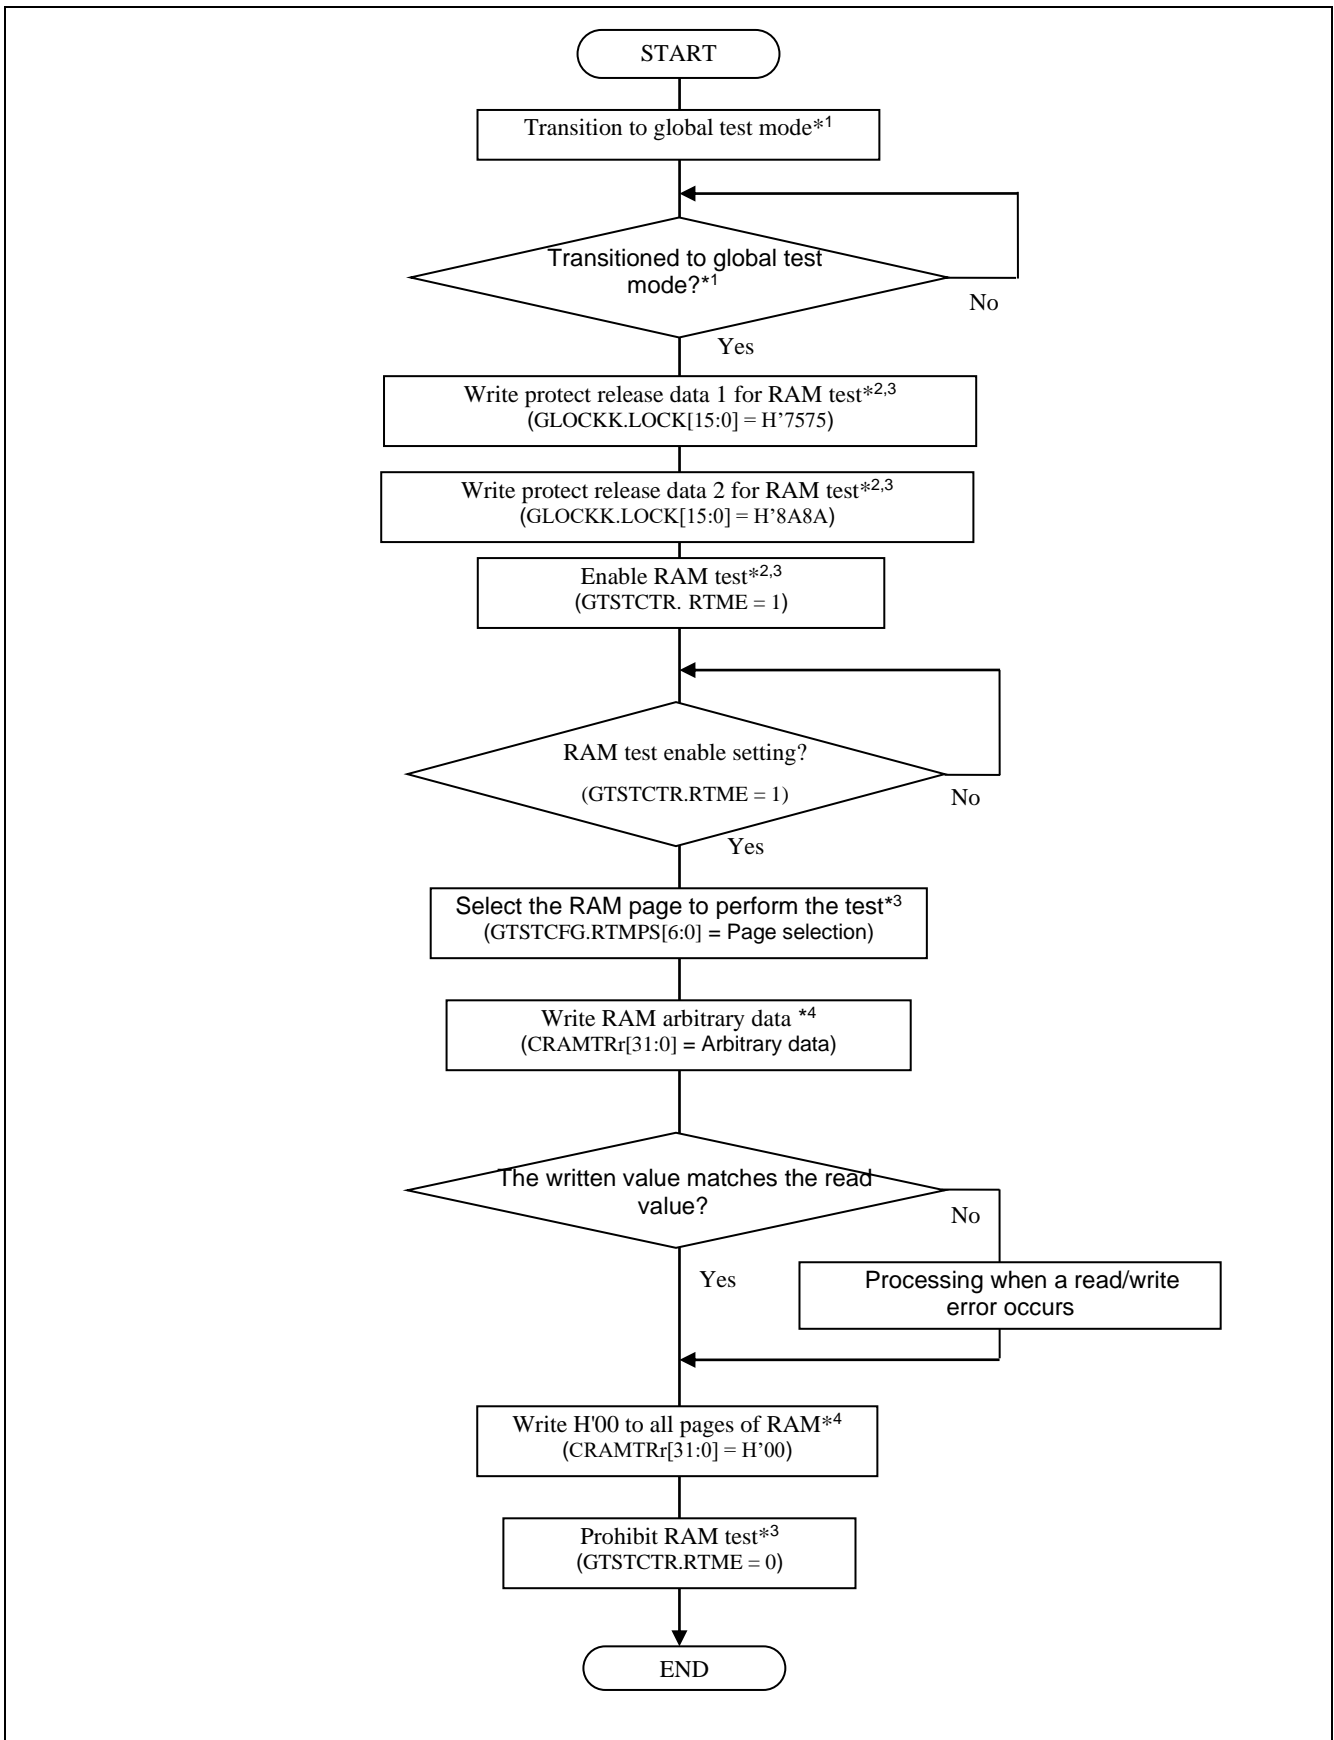 START
Transition to global test mode*1
Transitioned to global test
mode?*1
No
Yes
Write protect release data 1 for RAM test*2,3
(GLOCKK.LOCK[15:0] = H’7575)
Write protect release data 2 for RAM test*2,3
(GLOCKK.LOCK[15:0] = H’8A8A)
Enable RAM test*2,3
(GTSTCTR. RTME = 1)
RAM test enable setting?
(GTSTCTR.RTME = 1)
No
Yes
Select the RAM page to perform the test*3
(GTSTCFG.RTMPS[6:0] = Page selection)
Write RAM arbitrary data *4
(CRAMTRr[31:0] = Arbitrary data)
The written value matches the read
value?
No
Yes
Processing when a read/write
error occurs
Write H'00 to all pages of RAM*4
(CRAMTRr[31:0] = H’00)
Prohibit RAM test*3
(GTSTCTR.RTME = 0)
END